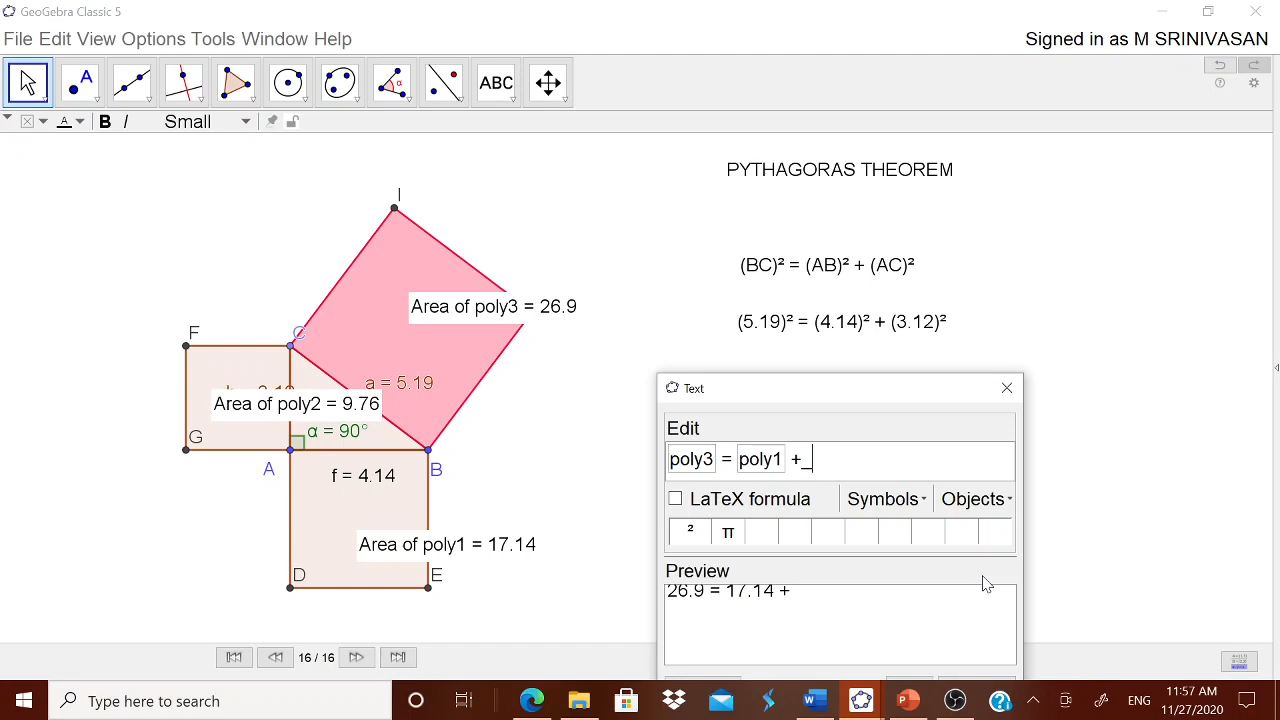 GeoGebra Classic 5
File Edit View Options Tools Window Help
Signed in as M SRINIVASAN
A
α
ABC
A
B I Small
PYTHAGORAS THEOREM
I
(BC)² = (AB)² + (AC)²
Area of poly3 = 26.9
(5.19)² = (4.14)² + (3.12)²
F
C
a = 5.19
Area of poly2 = 9.76
α = 90°
G
A
B
f = 4.14
Area of poly1 = 17.14
D
E
Text
Edit
poly3 = poly1 +_
LaTeX formula Symbols Objects
² π
Preview
26.9 = 17.14 +
16 / 16
Type here to search
ENG
11:57 AM
11/27/2020